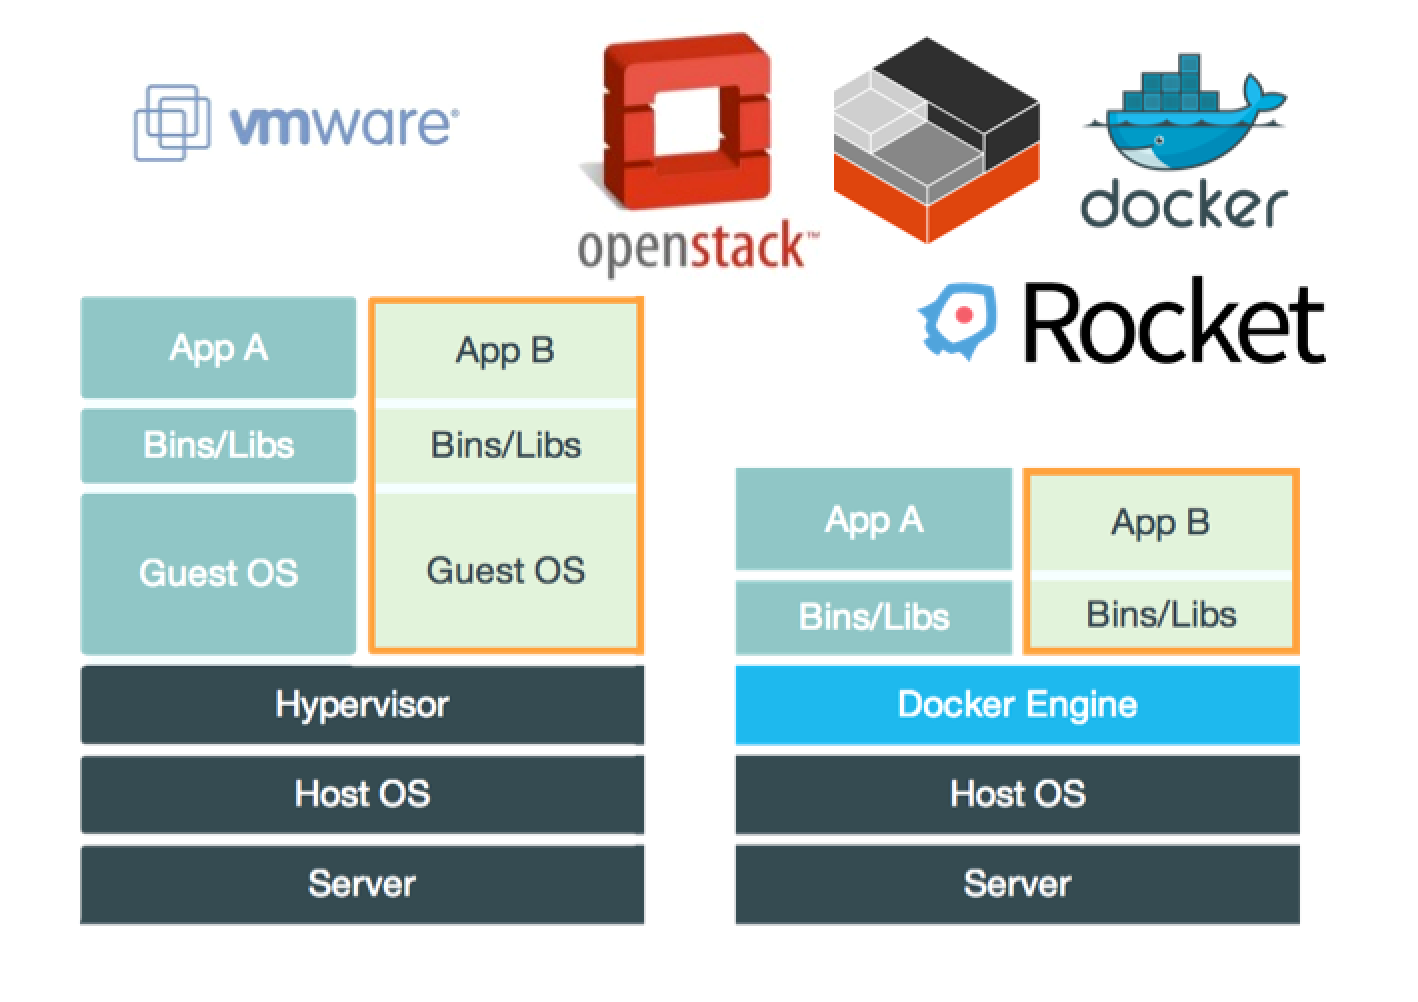 vmware®
openstack™
docker
Rocket
App A
App B
Bins/Libs
Bins/Libs
Guest OS
Guest OS
Hypervisor
Host OS
Server
App A
App B
Bins/Libs
Bins/Libs
Docker Engine
Host OS
Server